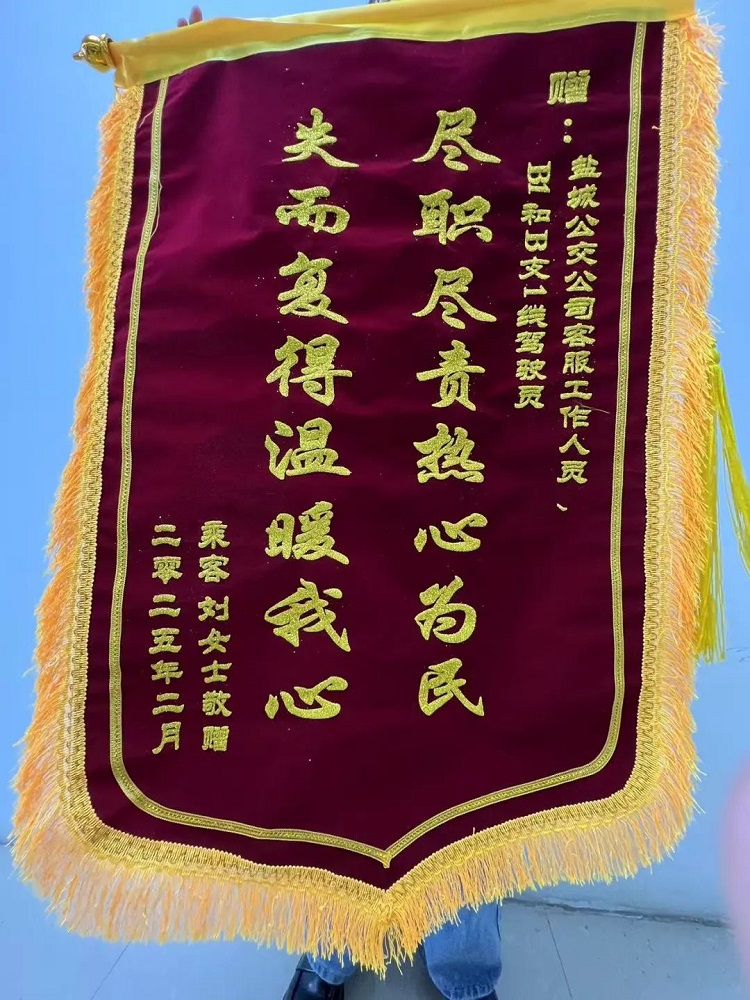 赠：
盐城公交公司客服工作人员、
B1和B支1线驾驶员
尽职尽责热心为民
失而复得温暖我心
乘客刘女士敬赠
二零二五年二月